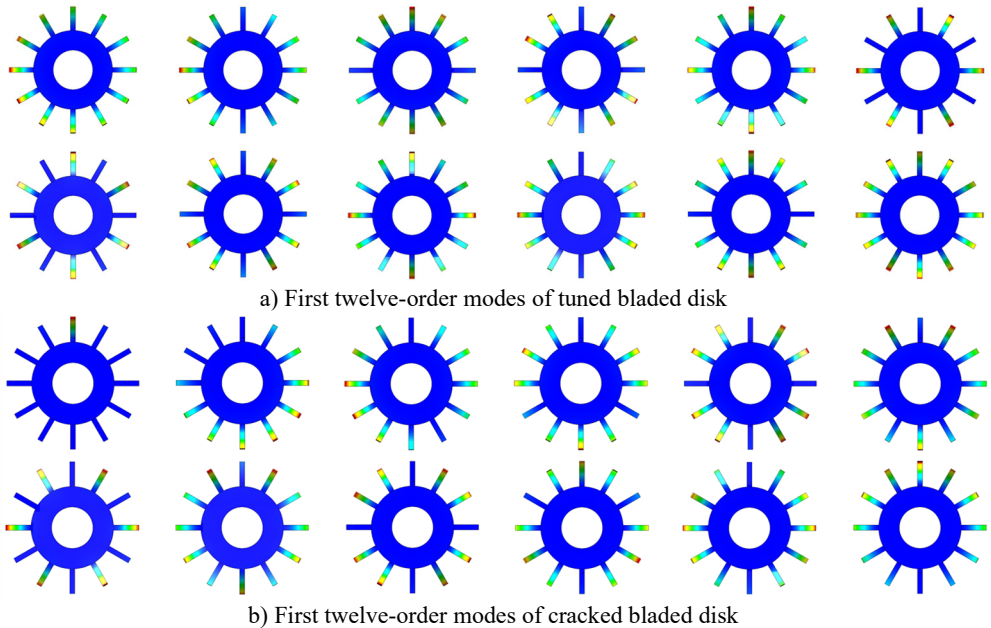 a) First twelve-order modes of tuned bladed disk
b) First twelve-order modes of cracked bladed disk